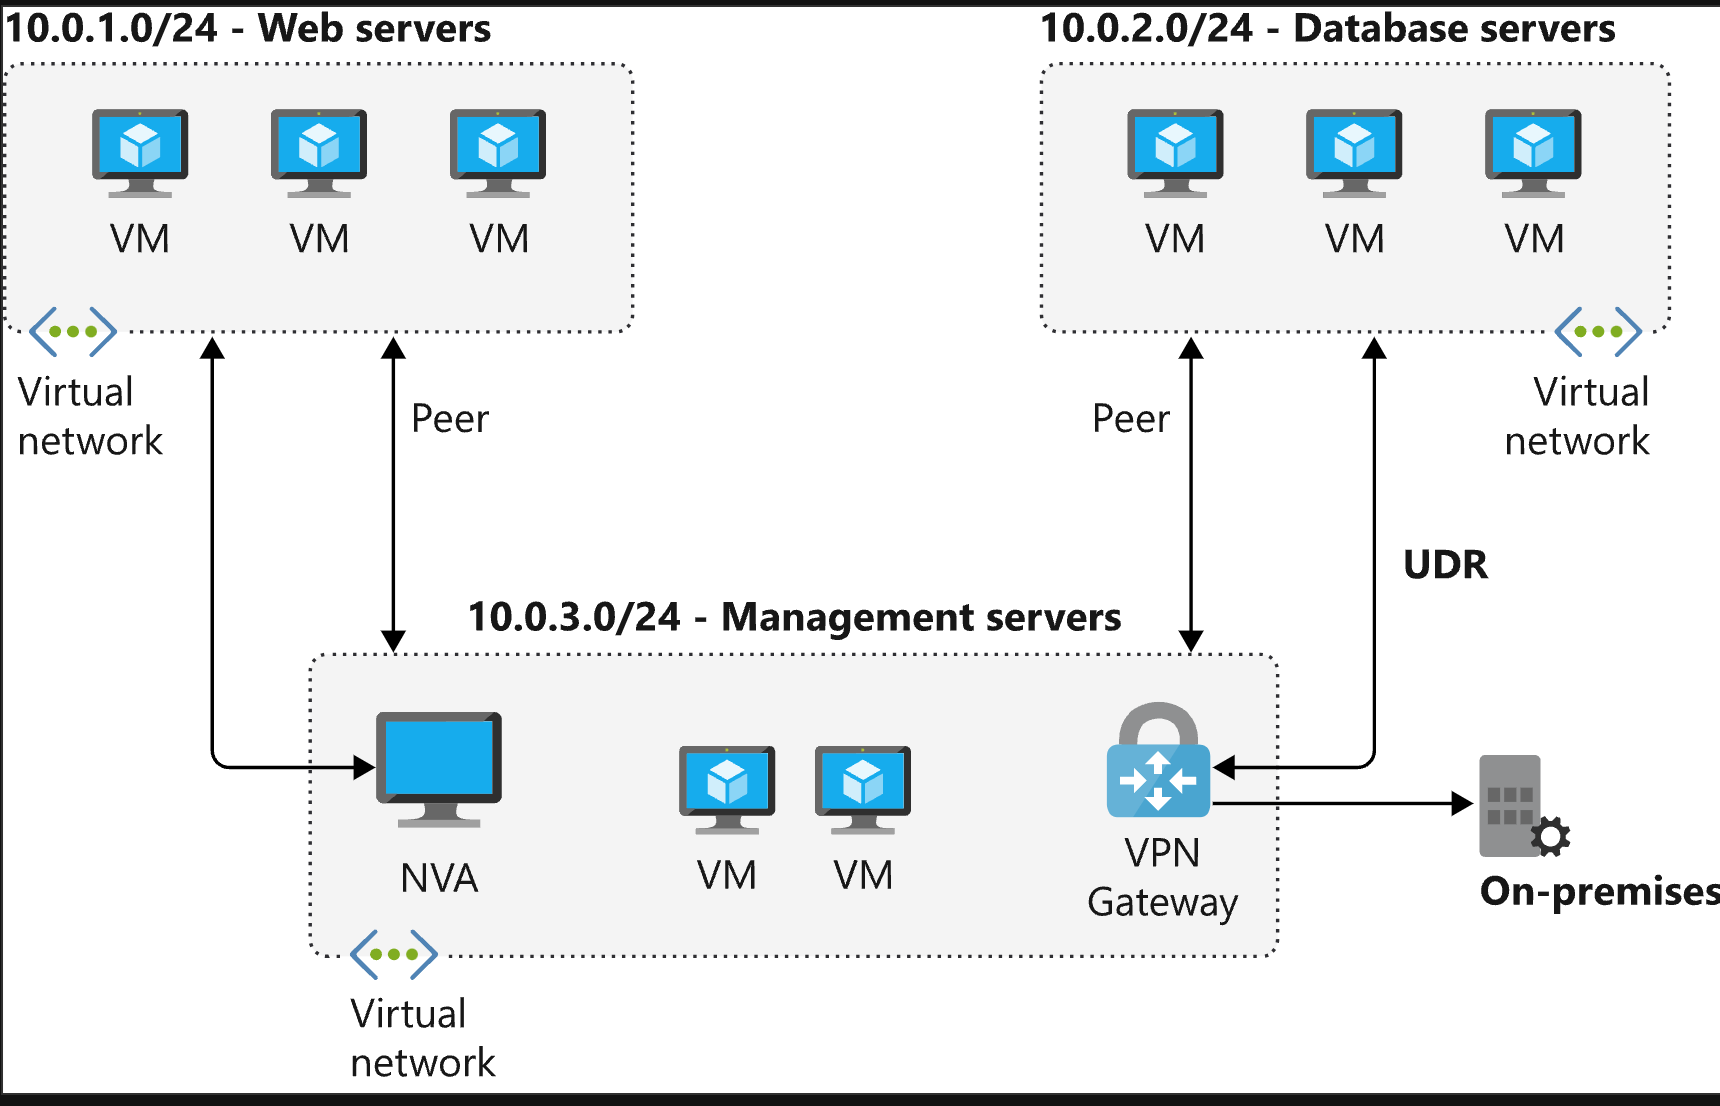 10.0.1.0/24 - Web servers
10.0.2.0/24 - Database servers
VM
VM
VM
VM
VM
VM
Virtual
network
Peer
Peer
Virtual
network
UDR
10.0.3.0/24 - Management servers
NVA
VM
VM
VPN
Gateway
On-premises
Virtual
network